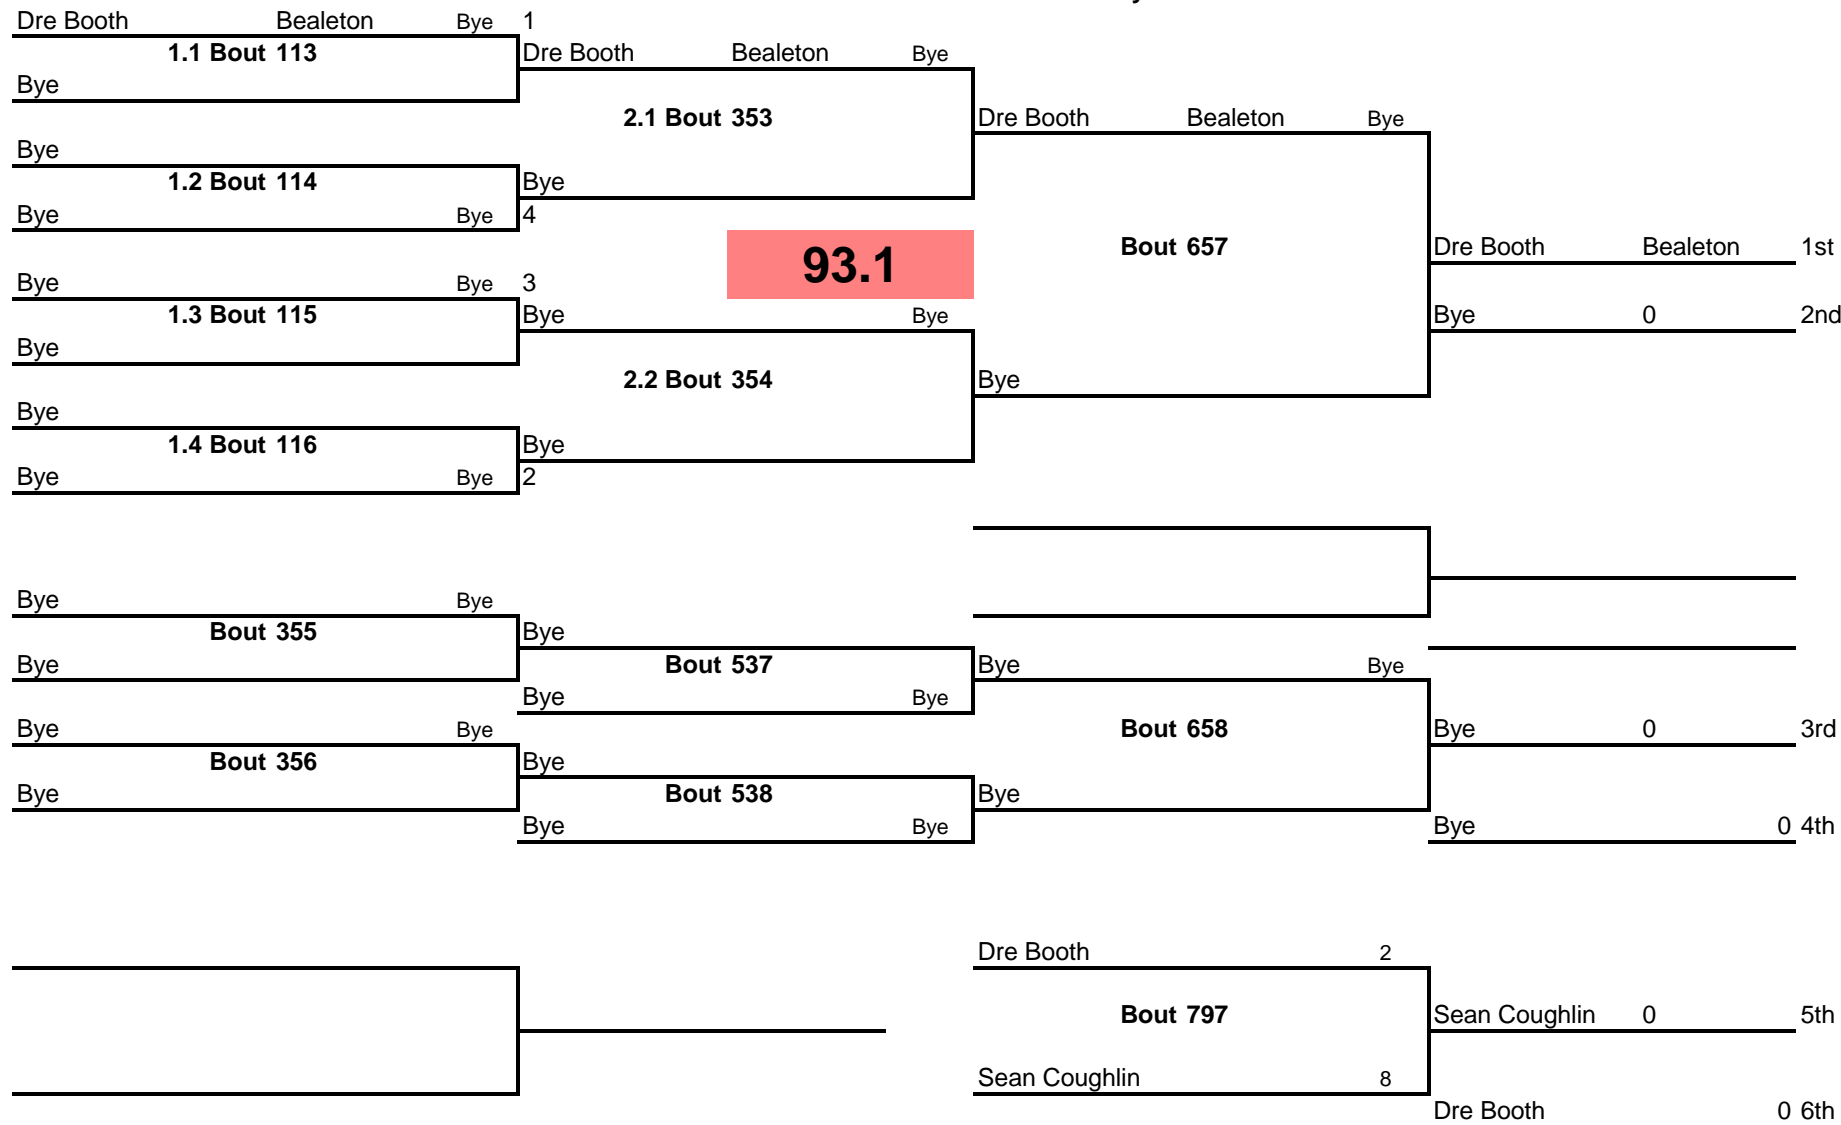 Dre Booth Bealeton Bye 1
1.1 Bout 113 Dre Booth Bealeton Bye
Bye
2.1 Bout 353 Dre Booth Bealeton Bye
Bye
1.2 Bout 114 Bye
Bye Bye 4
93.1 Bout 657 Dre Booth Bealeton 1st
Bye Bye 3
1.3 Bout 115 Bye Bye Bye 0 2nd
Bye
2.2 Bout 354 Bye
Bye
1.4 Bout 116 Bye
Bye Bye 2
Bye Bye
Bout 355 Bye
Bye Bout 537 Bye Bye
Bye Bye
Bye Bye Bout 658 Bye 0 3rd
Bout 356 Bye
Bye Bout 538 Bye
Bye Bye Bye 0 4th
Dre Booth 2
Bout 797 Sean Coughlin 0 5th
Sean Coughlin 8
Dre Booth 0 6th